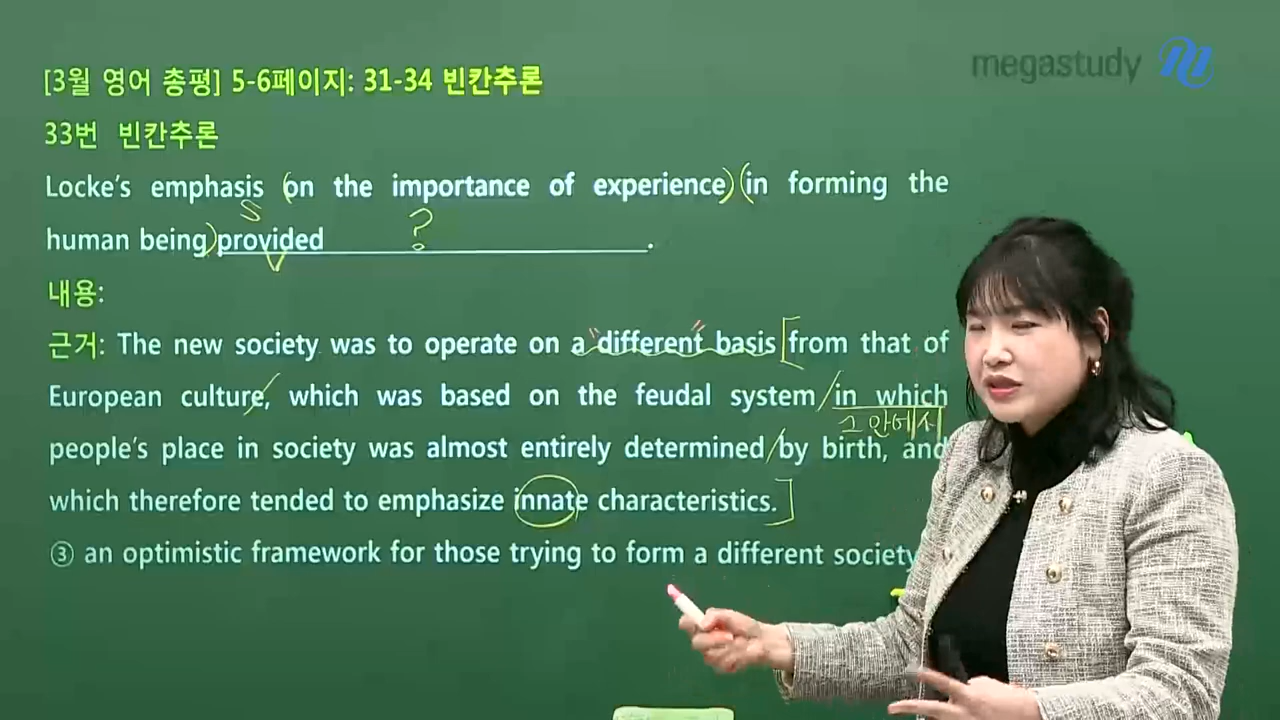 megastudy
[3월 영어 총평] 5-6페이지: 31-34 빈칸추론
33번 빈칸추론
Locke's emphasis (on the importance of experience) (in forming the
S ?
human being) provided .
V
내용:
근거: The new society was to operate on a "different" basis [from that of
European culture, / which was based on the feudal system / in which
그 안에서
people's place in society was almost entirely determined / by birth, and
which therefore tended to emphasize innate characteristics.]
③ an optimistic framework for those trying to form a different society